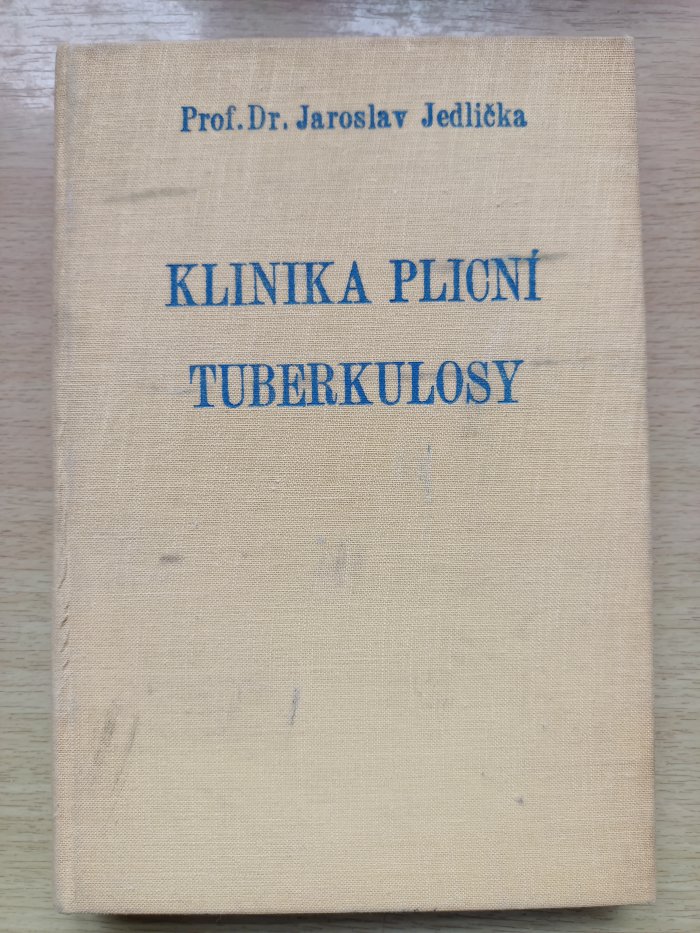 Prof. Dr. Jaroslav Jedlička
KLINIKA PLICNÍ
TUBERKULOSY